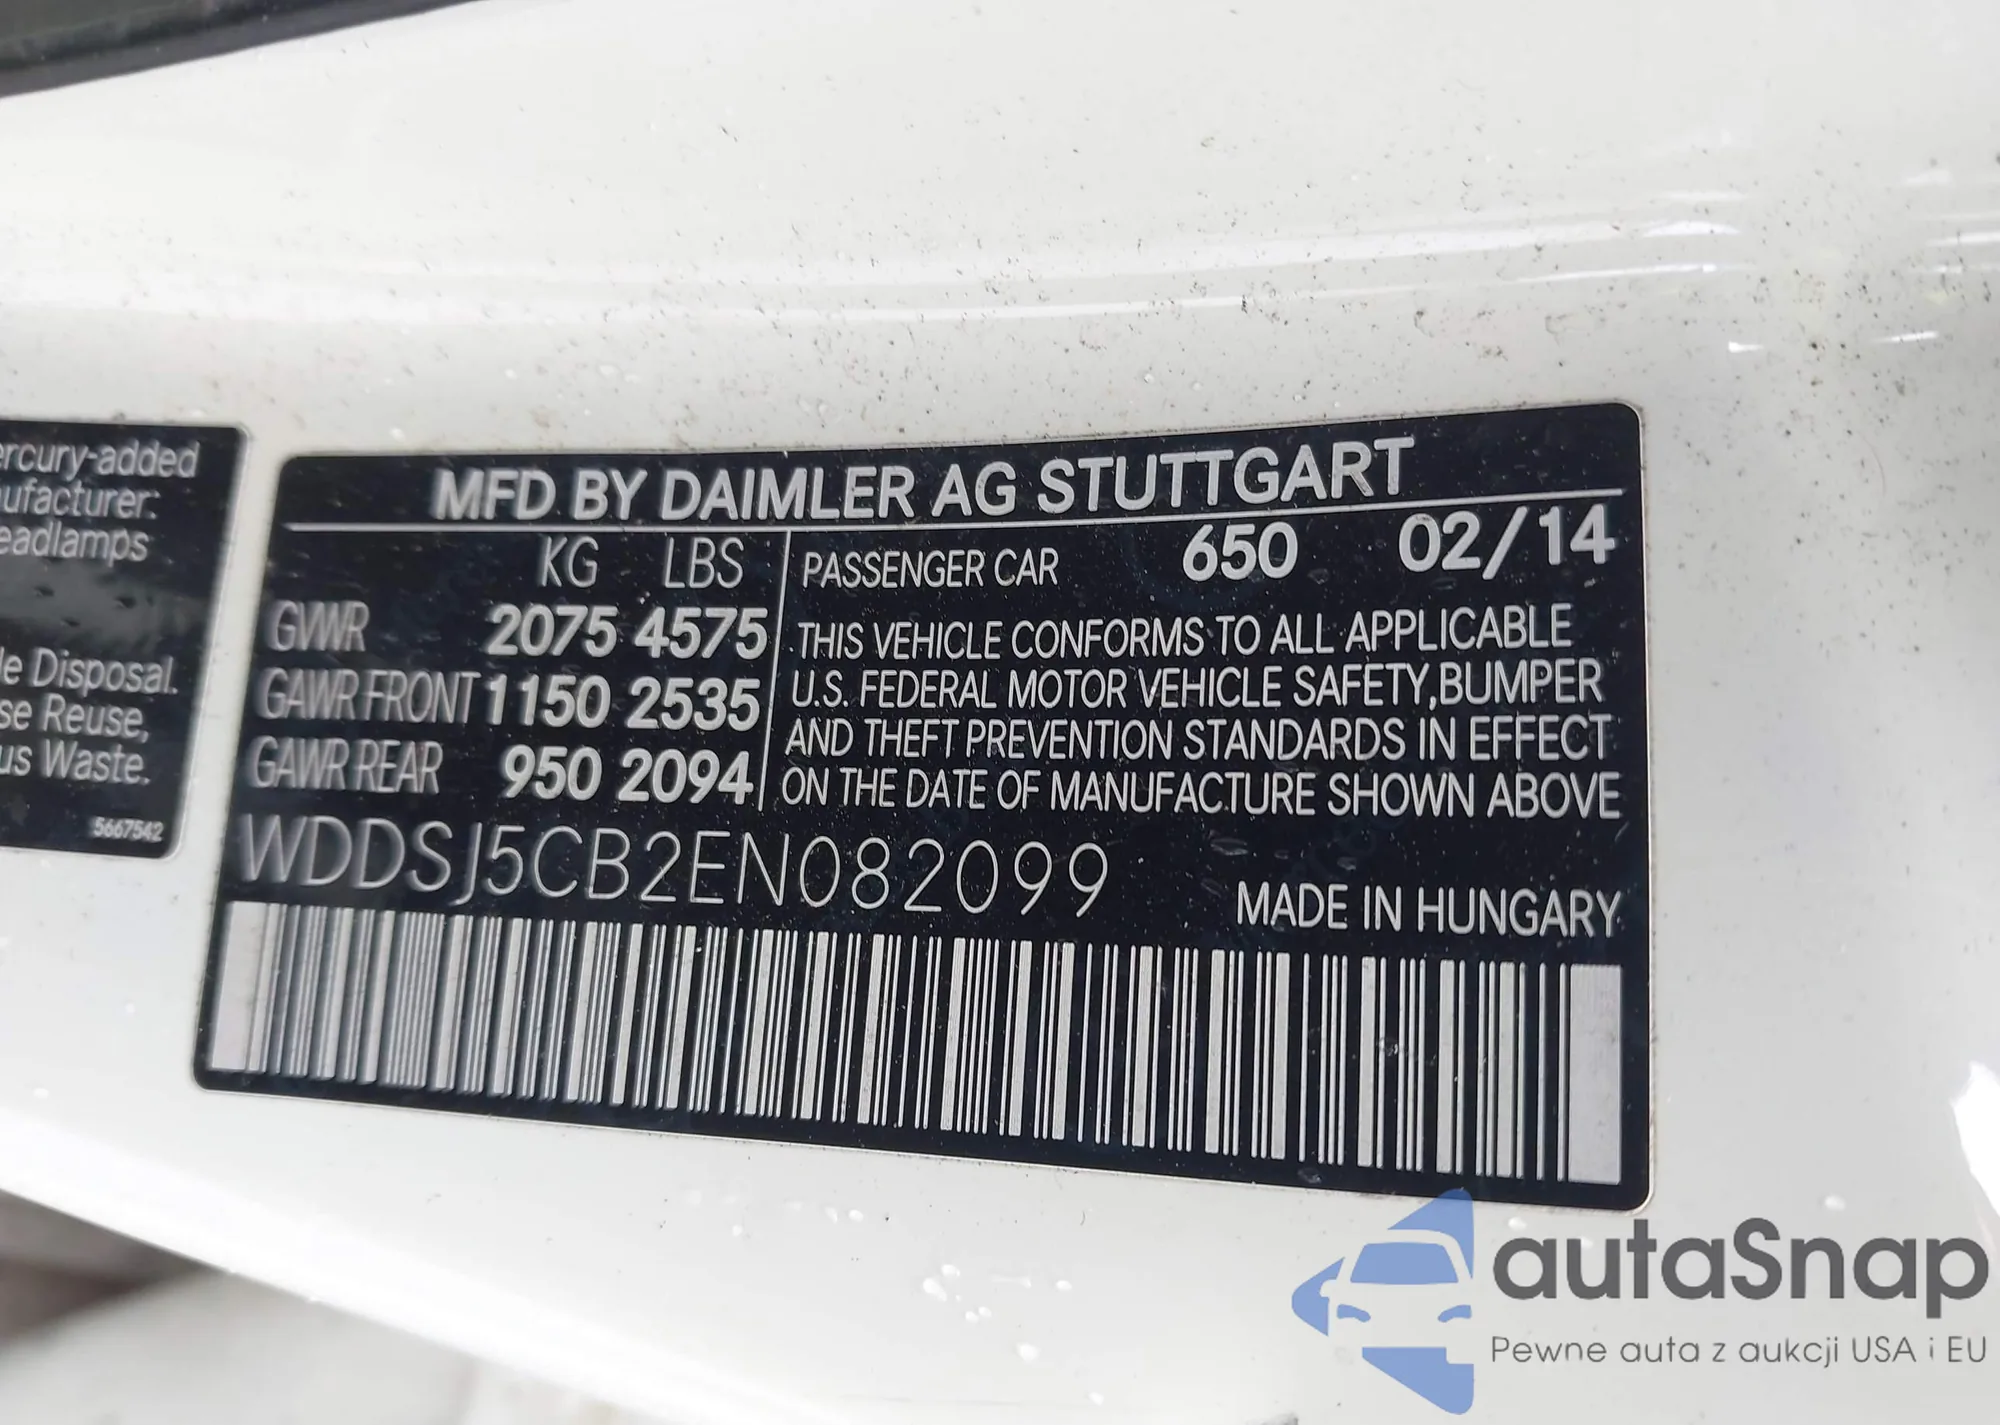 ercury-added
ufacturer:
eadlamps
le Disposal.
se Reuse,
us Waste.
5667542
MFD BY DAIMLER AG STUTTGART
KG LBS
GVWR 2075 4575
GAWR FRONT 1150 2535
GAWR REAR 950 2094
PASSENGER CAR 650 02/14
THIS VEHICLE CONFORMS TO ALL APPLICABLE
U.S. FEDERAL MOTOR VEHICLE SAFETY, BUMPER
AND THEFT PREVENTION STANDARDS IN EFFECT
ON THE DATE OF MANUFACTURE SHOWN ABOVE
WDDSJ5CB2EN082099
MADE IN HUNGARY
autaSnap
Pewne auta z aukcji USA i EU